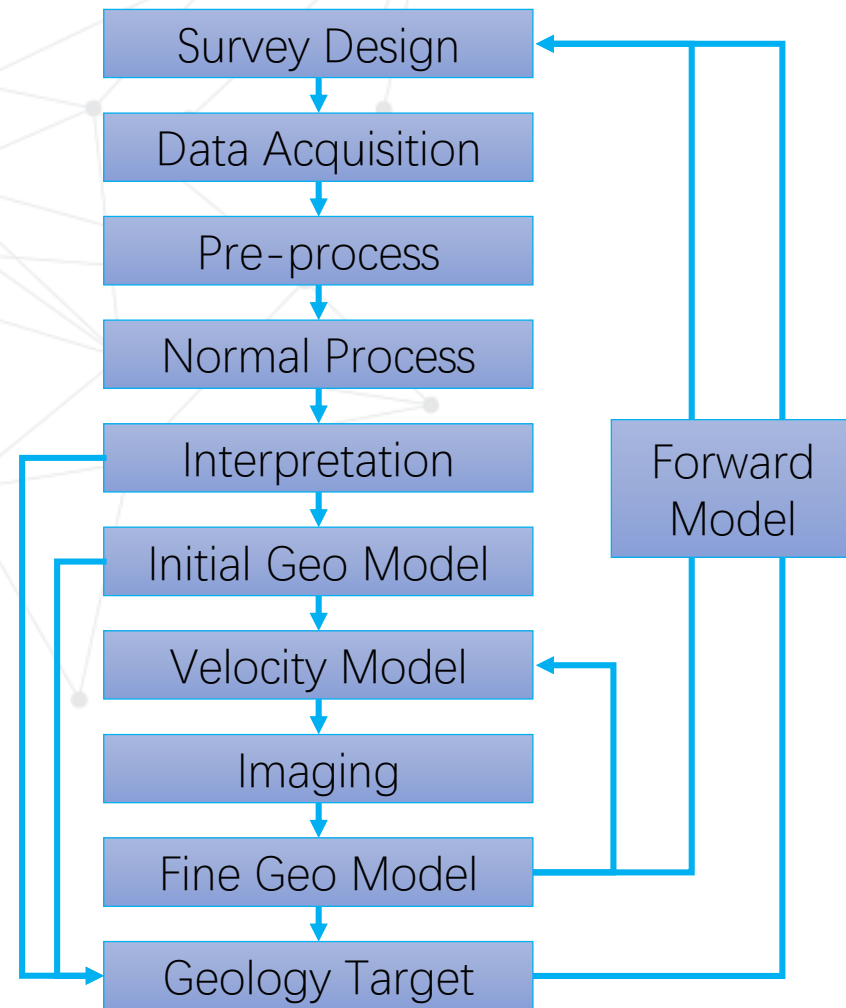 Survey Design
Data Acquisition
Pre-process
Normal Process
Interpretation
Forward
Model
Initial Geo Model
Velocity Model
Imaging
Fine Geo Model
Geology Target